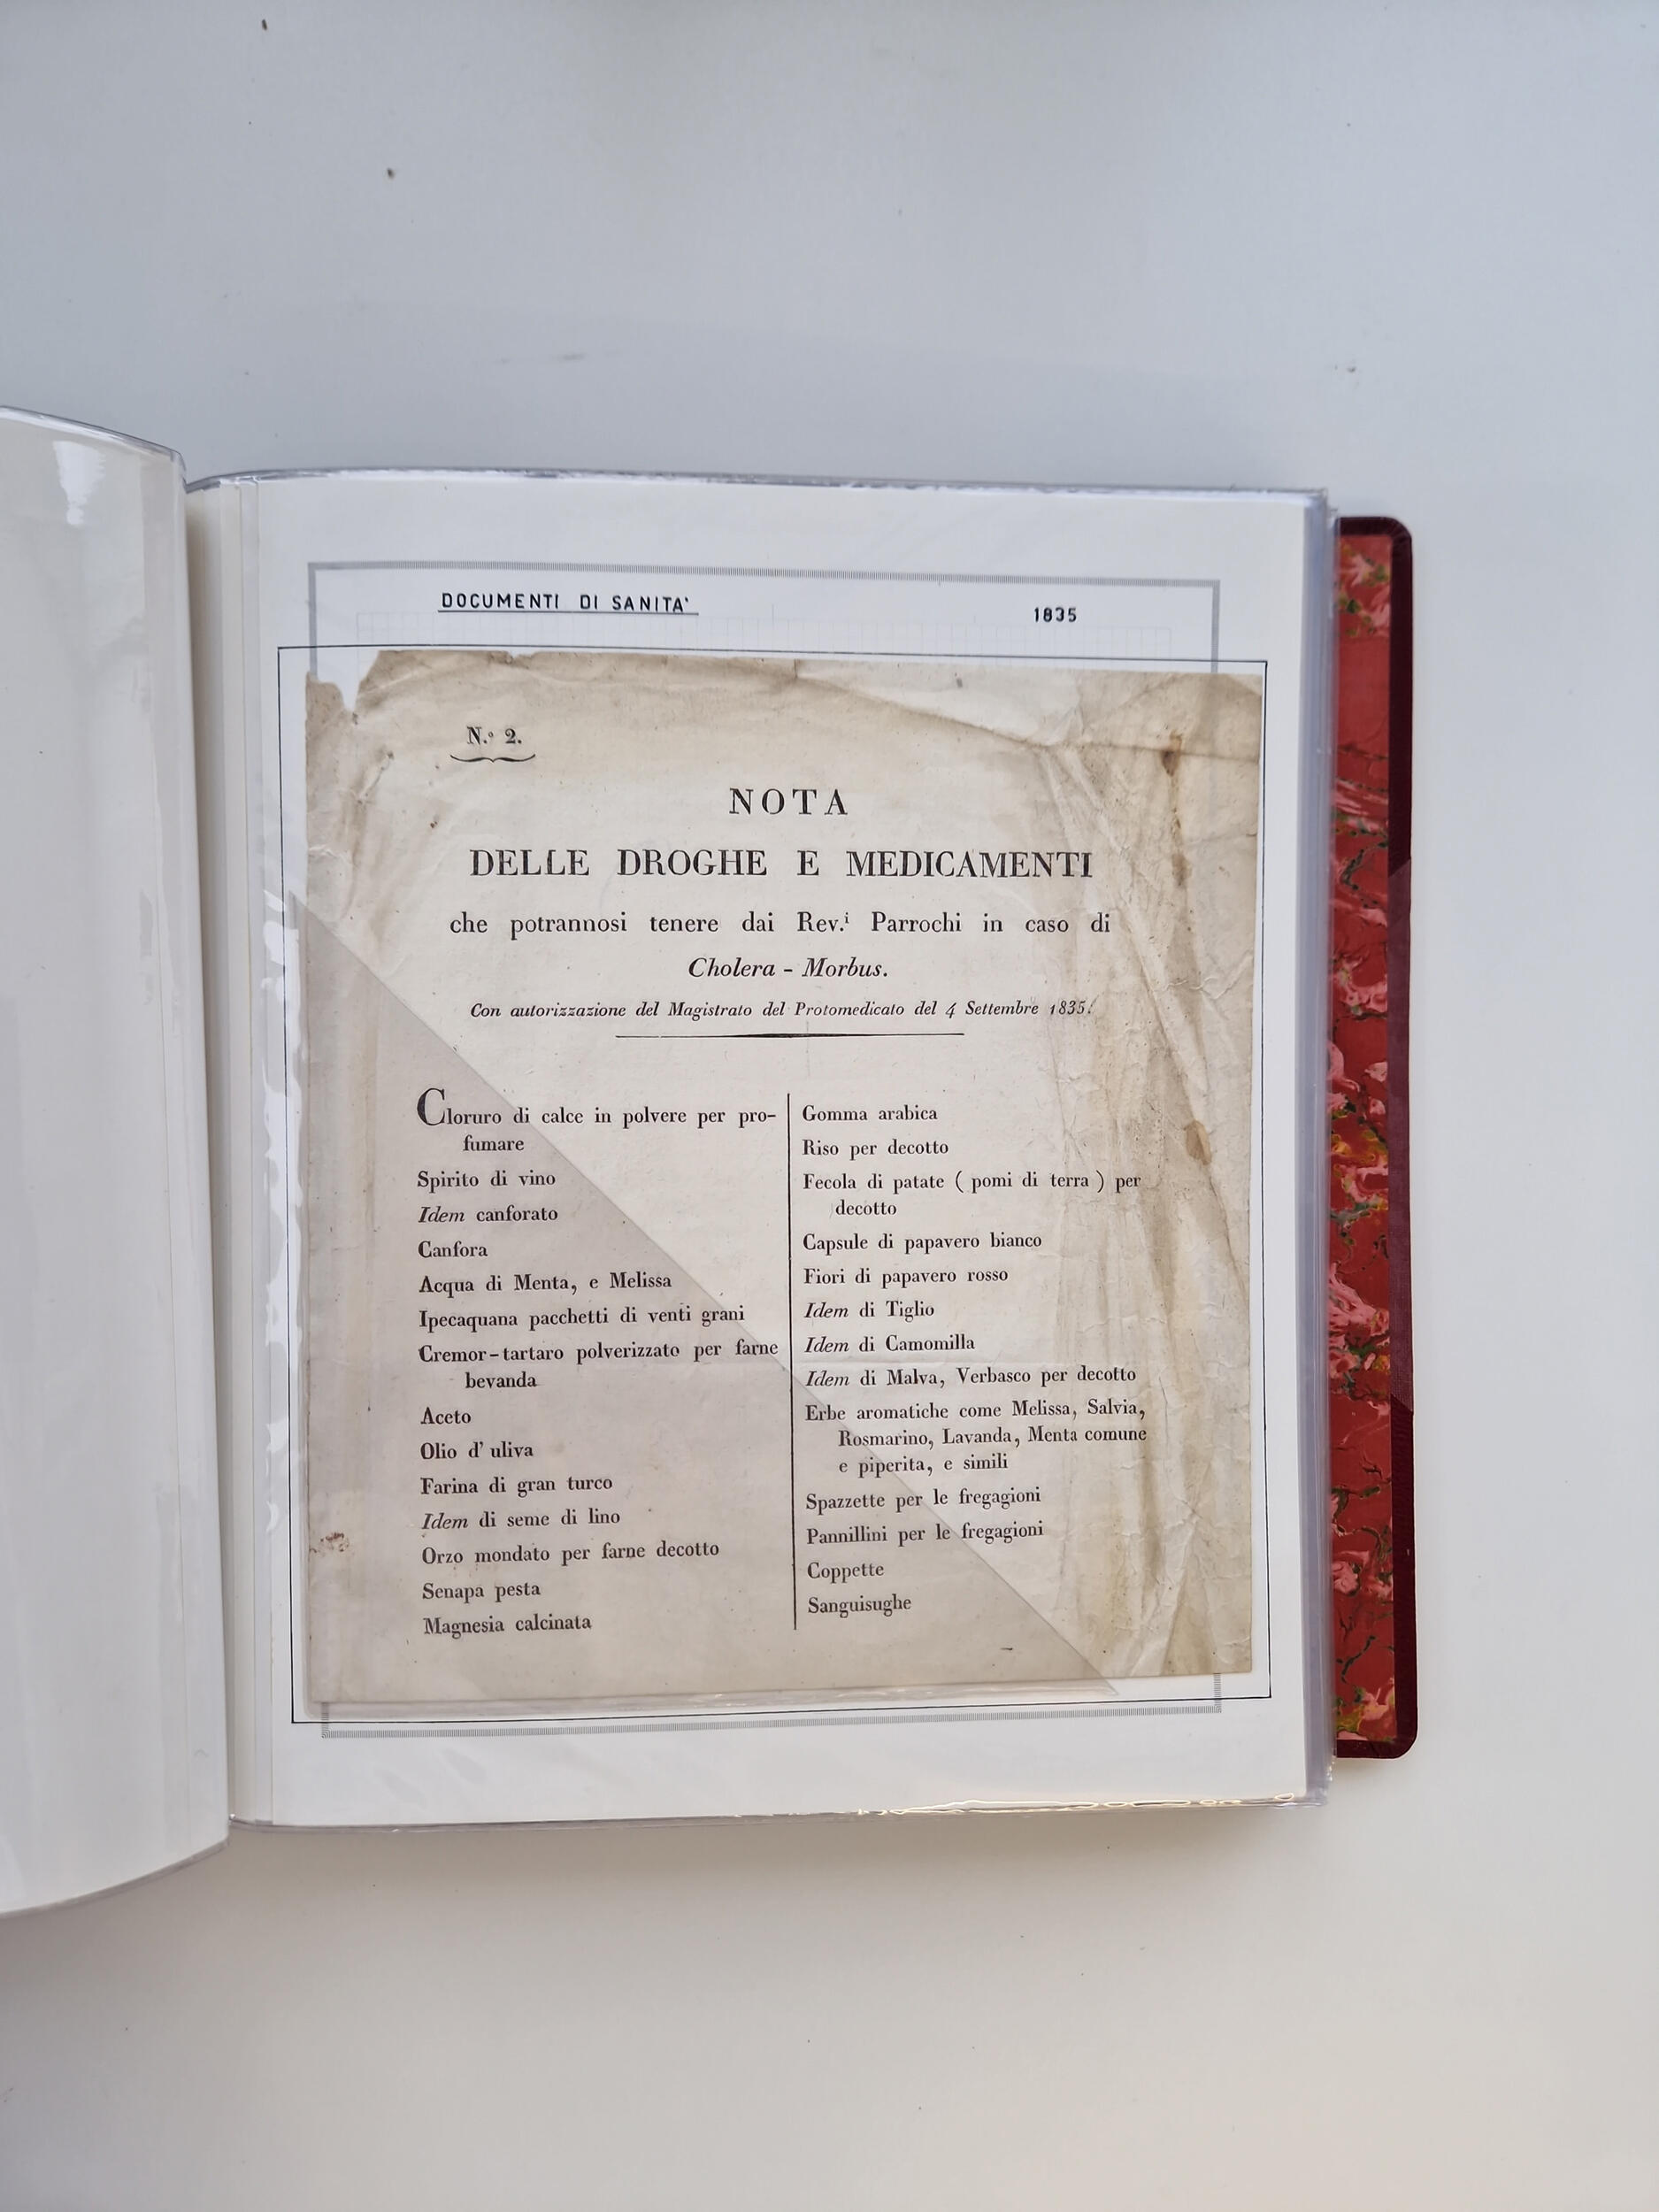 DOCUMENTI DI SANITA'
1835
N.º 2.
NOTA
DELLE DROGHE E MEDICAMENTI
che potrannosi tenere dai Rev.ⁱ Parrochi in caso di
Cholera - Morbus.
Con autorizzazione del Magistrato del Protomedicato del 4 Settembre 1835.
Cloruro di calce in polvere per pro-
fumare
Spirito di vino
Idem canforato
Canfora
Acqua di Menta, e Melissa
Ipecaquana pacchetti di venti grani
Cremor-tartaro polverizzato per farne
bevanda
Aceto
Olio d' uliva
Farina di gran turco
Idem di seme di lino
Orzo mondato per farne decotto
Senapa pesta
Magnesia calcinata
Gomma arabica
Riso per decotto
Fecola di patate ( pomi di terra ) per
decotto
Capsule di papavero bianco
Fiori di papavero rosso
Idem di Tiglio
Idem di Camomilla
Idem di Malva, Verbasco per decotto
Erbe aromatiche come Melissa, Salvia,
Rosmarino, Lavanda, Menta comune
e piperita, e simili
Spazzette per le fregagioni
Pannillini per le fregagioni
Coppette
Sanguisughe